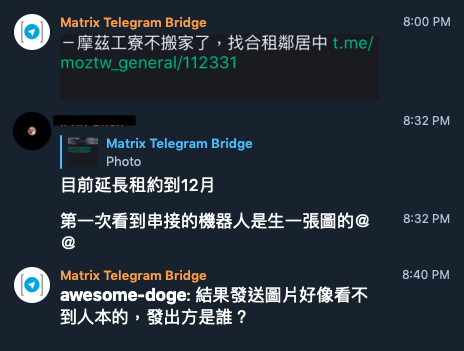 Matrix Telegram Bridge
8:00 PM
－摩茲工寮不搬家了，找合租鄰居中 t.me/
moztw_general/112331
8:32 PM
Matrix Telegram Bridge
Photo
目前延長租約到12月
第一次看到串接的機器人是生一張圖的＠
＠
8:32 PM
Matrix Telegram Bridge
8:40 PM
awesome-doge: 結果發送圖片好像看不
到人本的，發出方是誰？